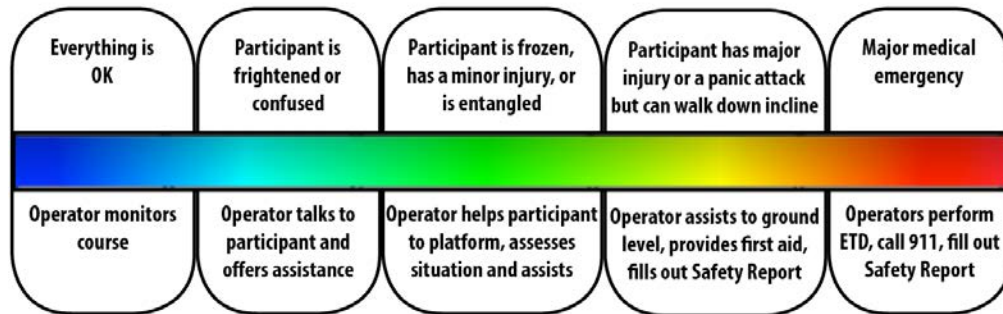 Everything is
OK
Participant is
frightened or
confused
Participant is frozen,
has a minor injury, or
is entangled
Participant has major
injury or a panic attack
but can walk down incline
Major medical
emergency
Operator monitors
course
Operator talks to
participant and
offers assistance
Operator helps participant
to platform, assesses
situation and assists
Operator assists to ground
level, provides first aid,
fills out Safety Report
Operators perform
ETD, call 911, fill out
Safety Report